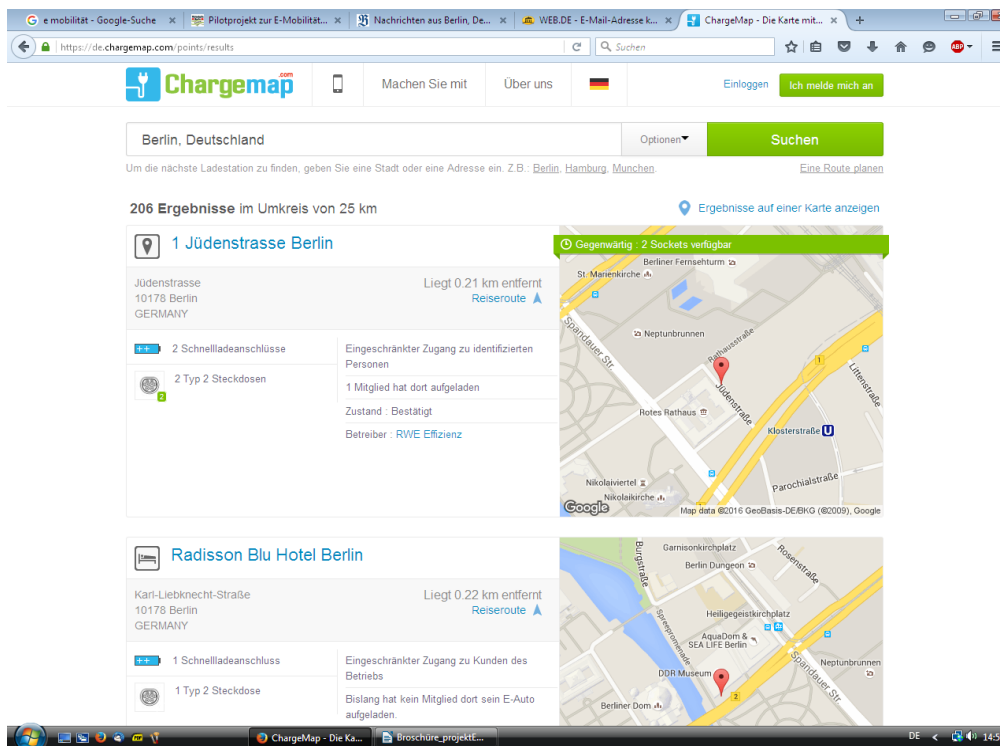 e mobilität - Google-Suche
Pilotprojekt zur E-Mobilität...
Nachrichten aus Berlin, De...
WEB.DE - E-Mail-Adresse k...
ChargeMap - Die Karte mit...
https://de.chargemap.com/points/results
Suchen
ABP
Chargemap.com
Machen Sie mit
Über uns
Einloggen
Ich melde mich an
Berlin, Deutschland
Optionen
Suchen
Um die nächste Ladestation zu finden, geben Sie eine Stadt oder eine Adresse ein. Z.B.: Berlin, Hamburg, Munchen.
Eine Route planen
206 Ergebnisse im Umkreis von 25 km
Ergebnisse auf einer Karte anzeigen
1 Jüdenstrasse Berlin
Jüdenstrasse
10178 Berlin
GERMANY
Liegt 0.21 km entfernt
Reiseroute
2 Schnellladeanschlüsse
2 Typ 2 Steckdosen
2
Eingeschränkter Zugang zu identifizierten
Personen
1 Mitglied hat dort aufgeladen
Zustand : Bestätigt
Betreiber : RWE Effizienz
Gegenwärtig : 2 Sockets verfügbar
Berliner Fernsehturm
St. Marienkirche
Neptunbrunnen
Spandauer Str.
Rathausstraße
1
Jüdenstraße
Littenstraße
Rotes Rathaus
Klosterstraße U
Nikolaiviertel
Parochialstraße
Nikolaikirche
Google
Map data ©2016 GeoBasis-DE/BKG (©2009), Google
Radisson Blu Hotel Berlin
Karl-Liebknecht-Straße
10178 Berlin
GERMANY
Liegt 0.22 km entfernt
Reiseroute
1 Schnellladeanschluss
1 Typ 2 Steckdose
Eingeschränkter Zugang zu Kunden des
Betriebs
Bislang hat kein Mitglied dort sein E-Auto
aufgeladen.
Burgstraße
Garnisonkirchplatz
Rosenstraße
Berlin Dungeon
Heiligegeistkirchplatz
Spreepromenade
AquaDom &
SEA LIFE Berlin
Spandauer Str.
Neptunbrunnen
DDR Museum
2
Berliner Dom
ChargeMap - Die Ka...
Broschüre_projektE...
DE
14:5